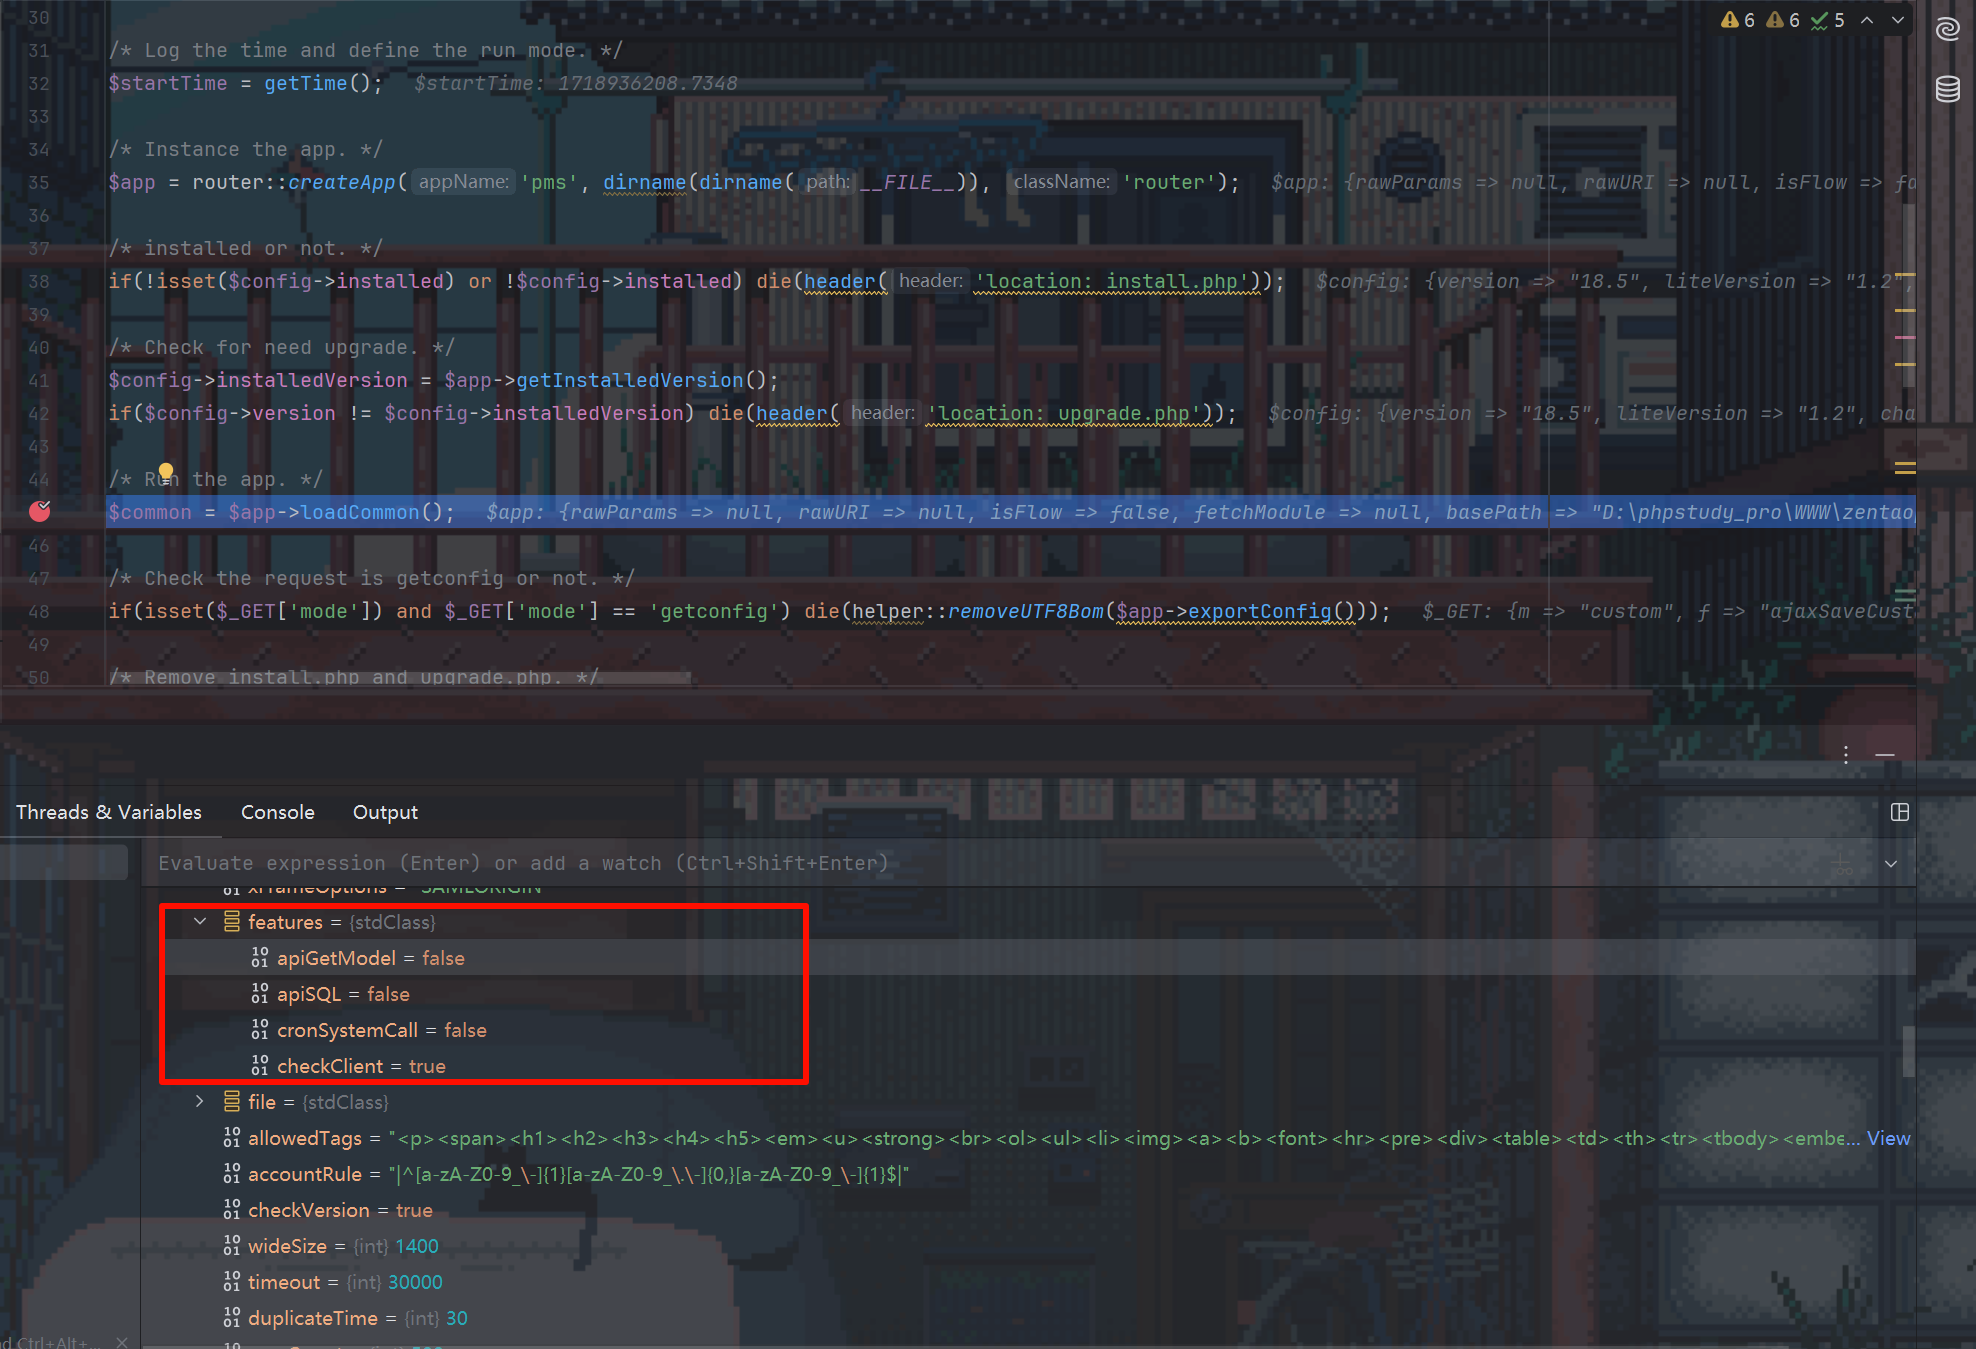 6 6 5
30
31 /* Log the time and define the run mode. */
32 $startTime = getTime(); $startTime: 1718936208.7348
33
34 /* Instance the app. */
35 $app = router::createApp( appName: 'pms', dirname(dirname( path: __FILE__)), className: 'router'); $app: {rawParams => null, rawURI => null, isFlow => fa
36
37 /* installed or not. */
38 if(!isset($config->installed) or !$config->installed) die(header( header: 'location: install.php')); $config: {version => "18.5", liteVersion => "1.2",
39
40 /* Check for need upgrade. */
41 $config->installedVersion = $app->getInstalledVersion();
42 if($config->version != $config->installedVersion) die(header( header: 'location: upgrade.php')); $config: {version => "18.5", liteVersion => "1.2", cha
43
44 /* Run the app. */
$common = $app->loadCommon(); $app: {rawParams => null, rawURI => null, isFlow => false, fetchModule => null, basePath => "D:\phpstudy_pro\WWW\zentao
46
47 /* Check the request is getconfig or not. */
48 if(isset($_GET['mode']) and $_GET['mode'] == 'getconfig') die(helper::removeUTF8Bom($app->exportConfig())); $_GET: {m => "custom", f => "ajaxSaveCust
49
50 /* Remove install.php and upgrade.php. */
Threads & Variables Console Output
Evaluate expression (Enter) or add a watch (Ctrl+Shift+Enter)
xFrameOptions = "SAMEORIGIN"
features = {stdClass}
apiGetModel = false
apiSQL = false
cronSystemCall = false
checkClient = true
file = {stdClass}
allowedTags = "<p><span><h1><h2><h3><h4><h5><em><u><strong><br><ol><ul><li><img><a><b><font><hr><pre><div><table><td><th><tr><tbody><embe... View
accountRule = "|^[a-zA-Z0-9_\-]{1}[a-zA-Z0-9_\.\-]{0,}[a-zA-Z0-9_\-]{1}$|"
checkVersion = true
wideSize = {int} 1400
timeout = {int} 30000
duplicateTime = {int} 30
d Ctrl+Alt+...